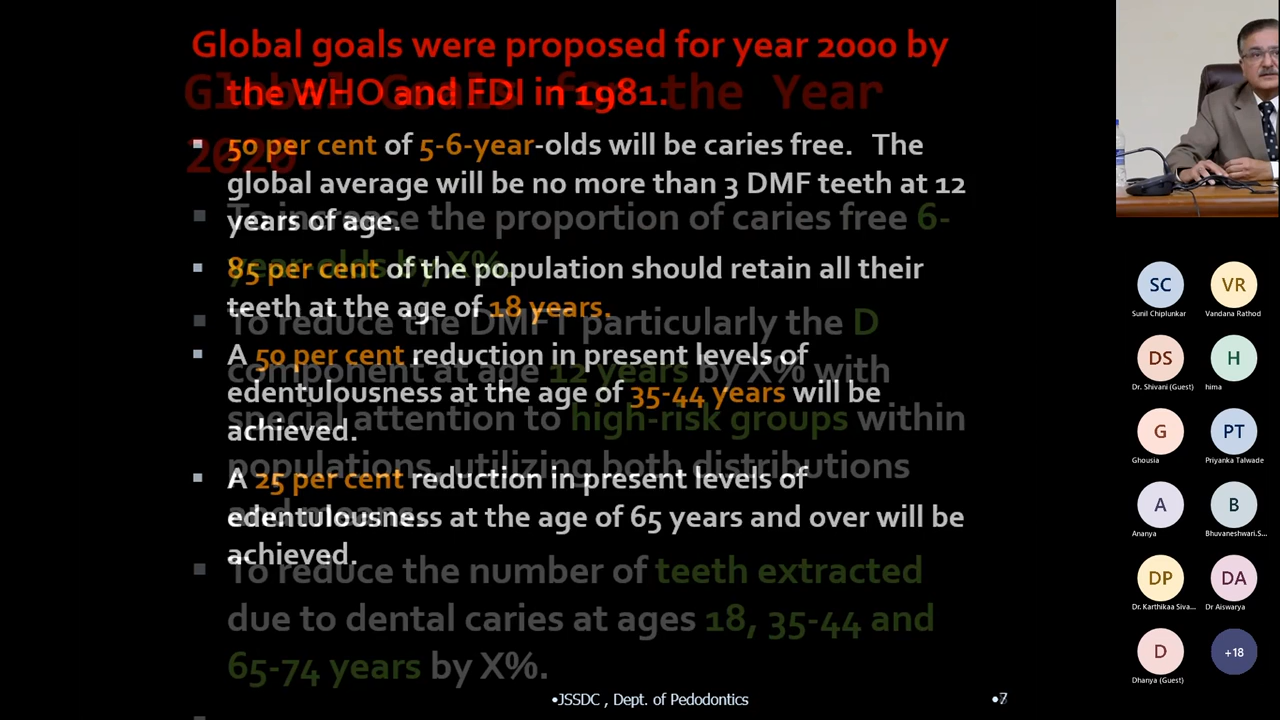 Global goals were proposed for year 2000 by
the WHO and FDI in 1981.
▪ 50 per cent of 5-6-year-olds will be caries free. The
global average will be no more than 3 DMF teeth at 12
years of age.
▪ 85 per cent of the population should retain all their
teeth at the age of 18 years.
▪ A 50 per cent reduction in present levels of
edentulousness at the age of 35-44 years will be
achieved.
▪ A 25 per cent reduction in present levels of
edentulousness at the age of 65 years and over will be
achieved.
Global Goals for the Year
2020
▪ To increase the proportion of caries free 6-
year-olds by X%.
▪ To reduce the DMFT particularly the D
component at age 12 years by X% with
special attention to high-risk groups within
populations, utilizing both distributions
and means.
▪ To reduce the number of teeth extracted
due to dental caries at ages 18, 35-44 and
65-74 years by X%.
•JSSDC , Dept. of Pedodontics
•7
SC
Sunil Chiplunkar
VR
Vandana Rathod
DS
Dr. Shivani (Guest)
H
hima
G
Ghousia
PT
Priyanka Talwade
A
Ananya
B
Bhuvaneshwari.S...
DP
Dr. Karthikaa Siva...
DA
Dr Aiswarya
D
Dhanya (Guest)
+18